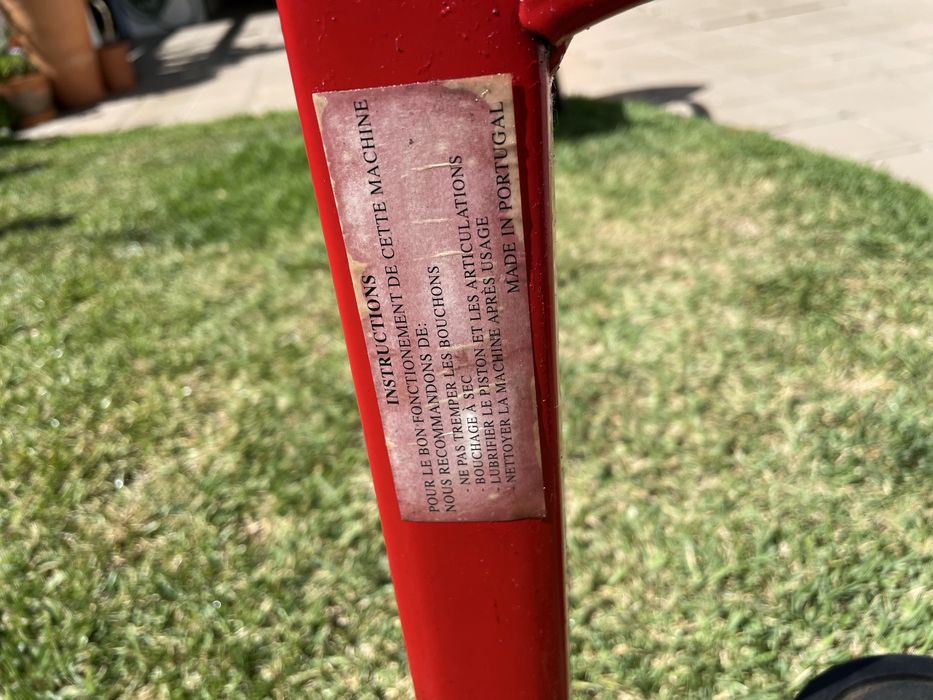 INSTRUCTIONS
POUR LE BON FONCTIONEMENT DE CETTE MACHINE
NOUS RECOMMANDONS DE:
- NE PAS TREMPER LES BOUCHONS
- BOUCHAGE À SEC
- LUBRIFIER LE PISTON ET LES ARTICULATIONS
- NETTOYER LA MACHINE APRÈS USAGE
MADE IN PORTUGAL